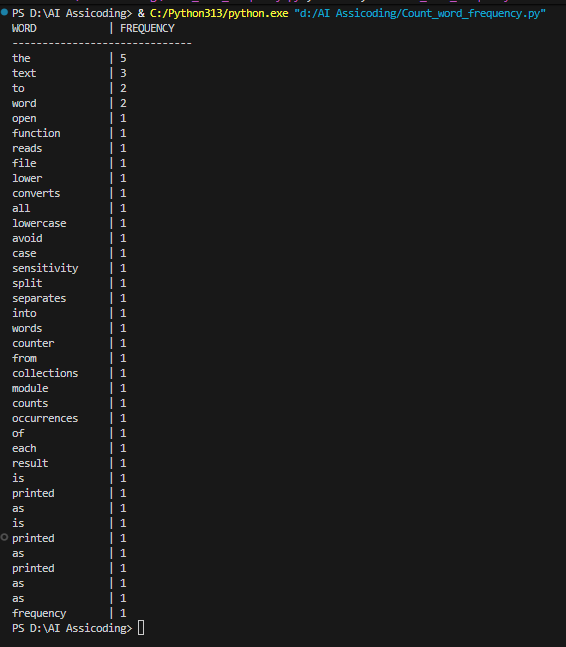 PS D:\AI Assicoding> & C:/Python313/python.exe "d:/AI Assicoding/Count_word_frequency.py"
WORD | FREQUENCY
------------------------------
the | 5
text | 3
to | 2
word | 2
open | 1
function | 1
reads | 1
file | 1
lower | 1
converts | 1
all | 1
lowercase | 1
avoid | 1
case | 1
sensitivity | 1
split | 1
separates | 1
into | 1
words | 1
counter | 1
from | 1
collections | 1
module | 1
counts | 1
occurrences | 1
of | 1
each | 1
result | 1
is | 1
printed | 1
as | 1
is | 1
printed | 1
as | 1
printed | 1
as | 1
as | 1
frequency | 1
PS D:\AI Assicoding>